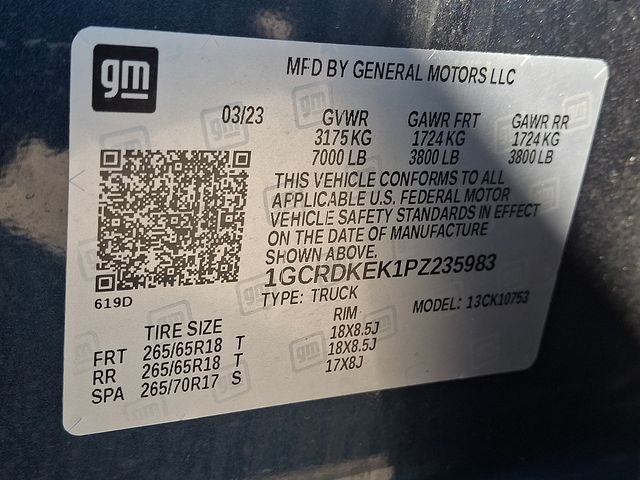 gm
MFD BY GENERAL MOTORS LLC
03/23 GVWR GAWR FRT GAWR RR
3175 KG 1724 KG 1724 KG
7000 LB 3800 LB 3800 LB
THIS VEHICLE CONFORMS TO ALL
APPLICABLE U.S. FEDERAL MOTOR
VEHICLE SAFETY STANDARDS IN EFFECT
ON THE DATE OF MANUFACTURE
SHOWN ABOVE.
1GCRDKEK1PZ235983
619D
TYPE: TRUCK MODEL: 13CK10753
TIRE SIZE RIM
FRT 265/65R18 T 18X8.5J
RR 265/65R18 T 18X8.5J
SPA 265/70R17 S 17X8J